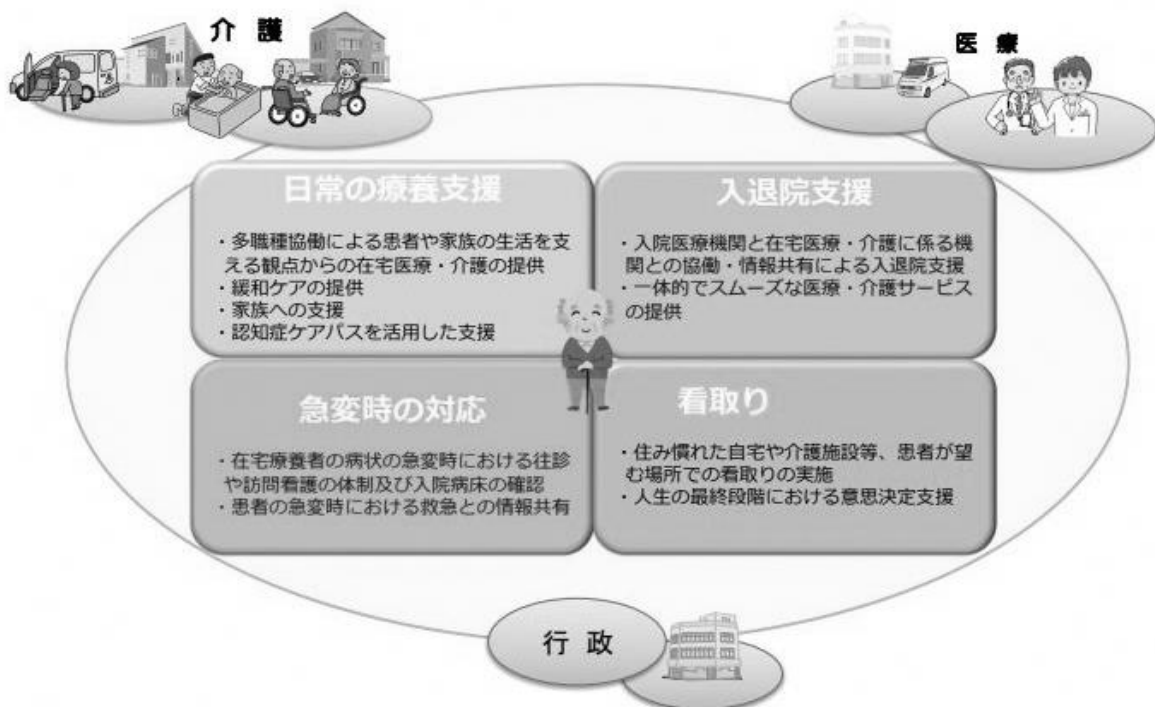 介 護
医 療
日常の療養支援
・多職種協働による患者や家族の生活を支
える観点からの在宅医療・介護の提供
・緩和ケアの提供
・家族への支援
・認知症ケアパスを活用した支援
入退院支援
・入院医療機関と在宅医療・介護に係る機
関との協働・情報共有による入退院支援
・一体的でスムーズな医療・介護サービス
の提供
急変時の対応
・在宅療養者の病状の急変時における往診
や訪問看護の体制及び入院病床の確認
・患者の急変時における救急との情報共有
看取り
・住み慣れた自宅や介護施設等、患者が望
む場所での看取りの実施
・人生の最終段階における意思決定支援
行 政